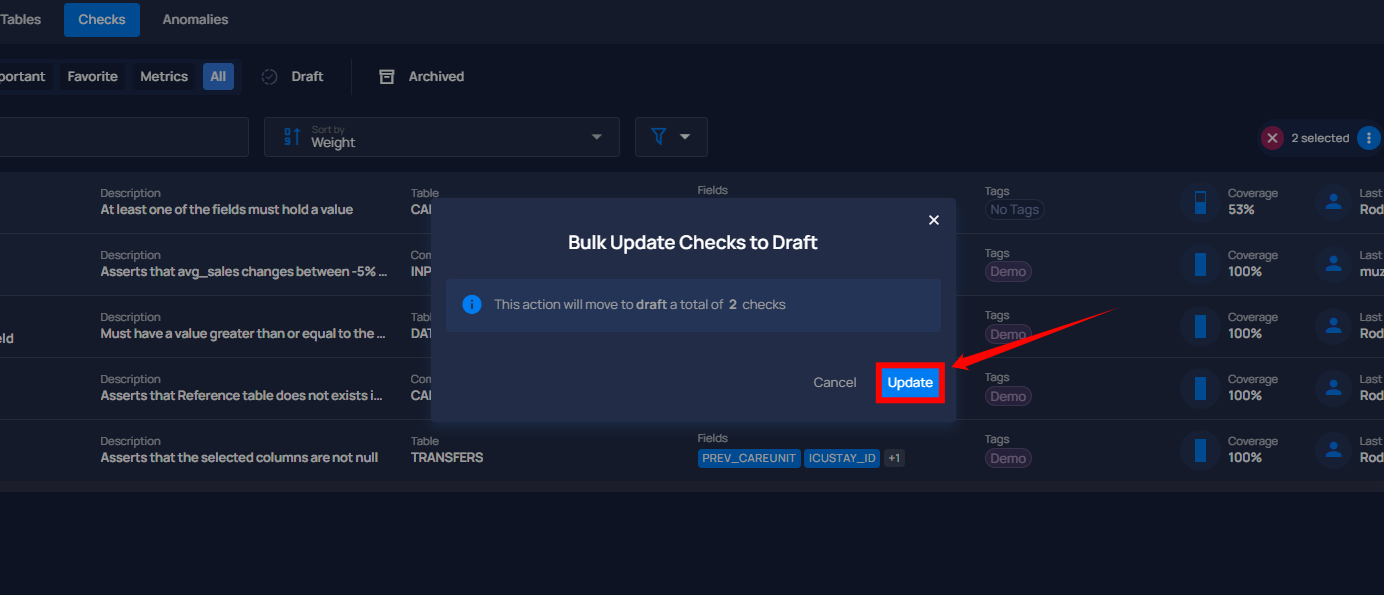 Tables Checks Anomalies
portant Favorite Metrics All Draft Archived
Sort by
Weight
2 selected
Description Table Fields Tags Coverage Last
At least one of the fields must hold a value CAI No Tags 53% Rod
Description Com Tags Coverage Last
Asserts that avg_sales changes between -5% ... INP Demo 100% muz
Description Tabl Tags Coverage Last
eld Must have a value greater than or equal to the ... DAT Demo 100% Rod
Description Com Tags Coverage Last
Asserts that Reference table does not exists i... CAI Demo 100% Rod
Description Table Fields Tags Coverage Last
Asserts that the selected columns are not null TRANSFERS PREV_CAREUNIT ICUSTAY_ID +1 Demo 100% Rod
Bulk Update Checks to Draft
This action will move to draft a total of 2 checks
Cancel Update